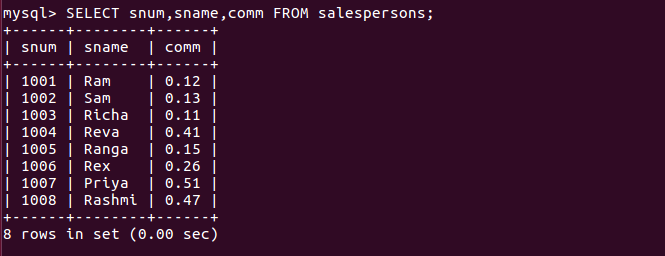 mysql> SELECT snum,sname,comm FROM salespersons;
+------+--------+------+
| snum | sname  | comm |
+------+--------+------+
| 1001 | Ram    | 0.12 |
| 1002 | Sam    | 0.13 |
| 1003 | Richa  | 0.11 |
| 1004 | Reva   | 0.41 |
| 1005 | Ranga  | 0.15 |
| 1006 | Rex    | 0.26 |
| 1007 | Priya  | 0.51 |
| 1008 | Rashmi | 0.47 |
+------+--------+------+
8 rows in set (0.00 sec)